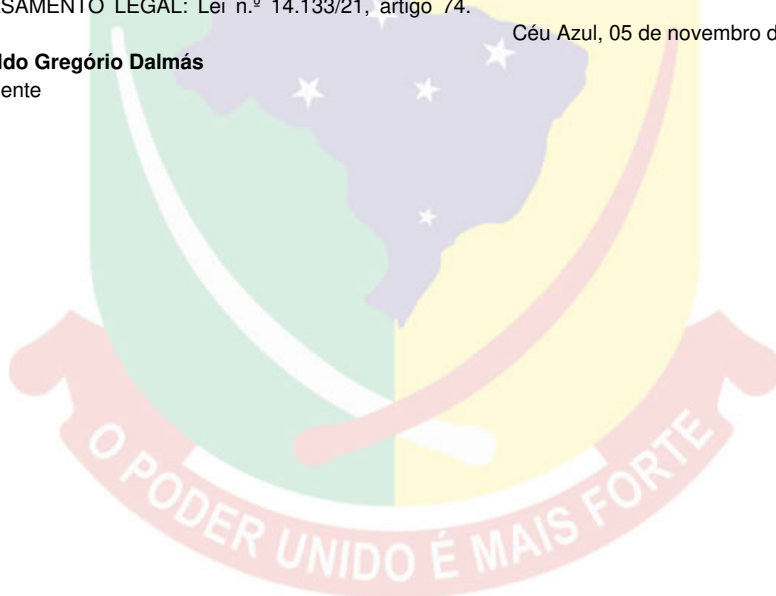 SAMENTO LEGAL: Lei n.º 14.133/21, artigo 74.
Céu Azul, 05 de novembro d
ldo Gregório Dalmás
ente
O PODER UNIDO É MAIS FORTE